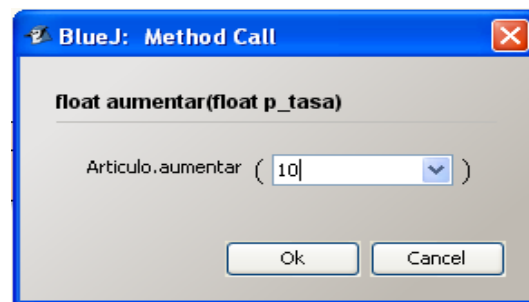 BlueJ: Method Call
float aumentar(float p_tasa)
Articulo.aumentar ( 10 )
Ok Cancel